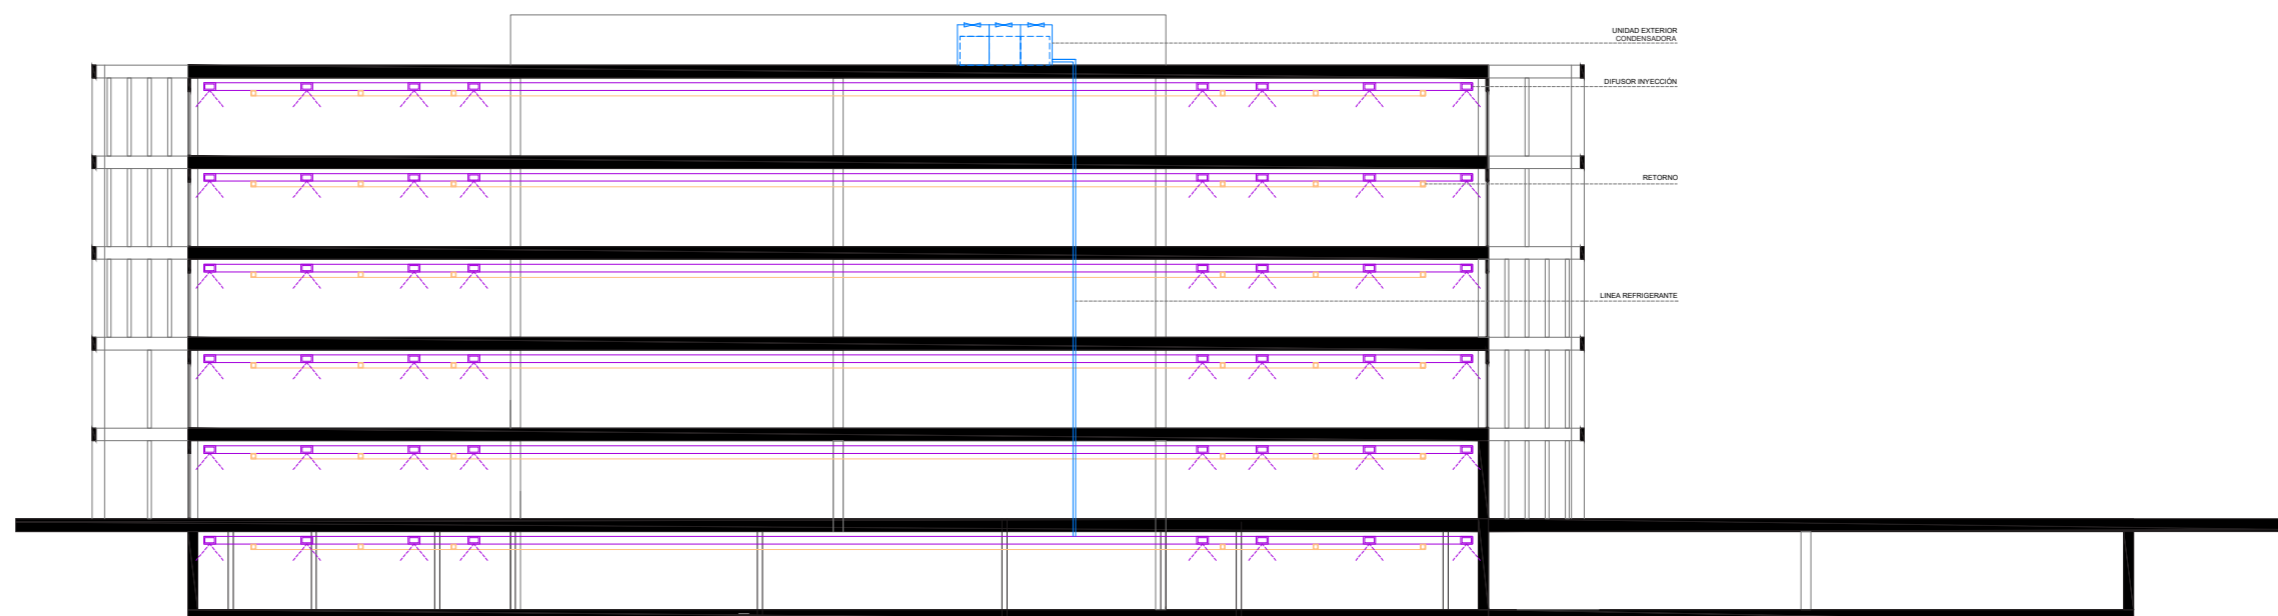 UNIDAD EXTERIOR
CONDENSADORA
DIFUSOR INYECCIÓN
RETORNO
LINEA REFRIGERANTE